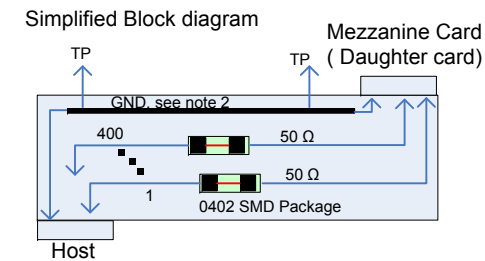 Simplified Block diagram
Mezzanine Card
( Daughter card)
TP
TP
GND, see note 2
400
50 Ω
50 Ω
1
0402 SMD Package
Host